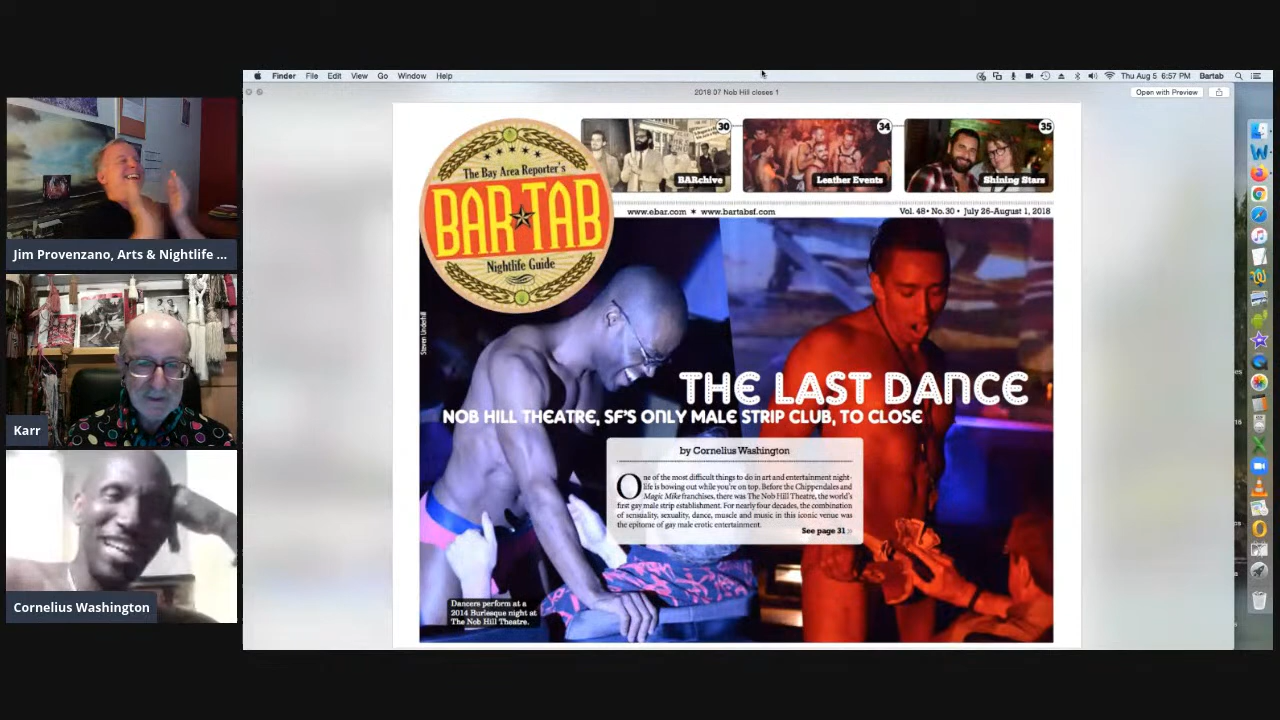 Finder File Edit View Go Window Help
Thu Aug 5 6:57 PM Bartab
2018 07 Nob Hill closes 1
Open with Preview
The Bay Area Reporter's
BAR★TAB
Nightlife Guide
30
BARchive
34
Leather Events
35
Shining Stars
www.ebar.com ✶ www.bartabsf.com
Vol. 48 • No. 30 • July 26-August 1, 2018
Steven Underhill
THE LAST DANCE
NOB HILL THEATRE, SF'S ONLY MALE STRIP CLUB, TO CLOSE
by Cornelius Washington
One of the most difficult things to do in art and entertainment night-
life is bowing out while you're on top. Before the Chippendales and
Magic Mike franchises, there was The Nob Hill Theatre, the world's
first gay male strip establishment. For nearly four decades, the combination
of sensuality, sexuality, dance, muscle and music in this iconic venue was
the epitome of gay male erotic entertainment.
See page 31 »
Dancers perform at a
2014 Burlesque night at
The Nob Hill Theatre.
Jim Provenzano, Arts & Nightlife ...
Karr
Cornelius Washington